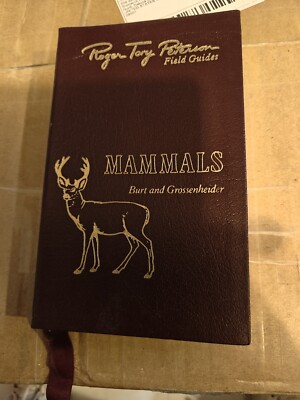 Roger Tory Peterson
Field Guides
MAMMALS
Burt and Grossenheider